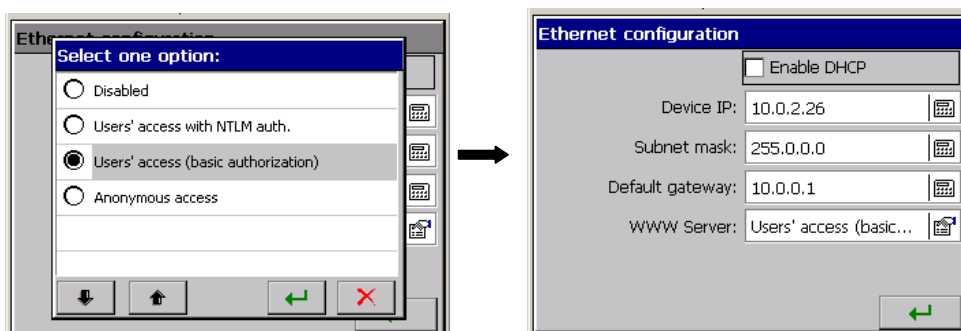 Ethernet configuration
Select one option:
Disabled
Users' access with NTLM auth.
Users' access (basic authorization)
Anonymous access
Ethernet configuration
Enable DHCP
Device IP: 10.0.2.26
Subnet mask: 255.0.0.0
Default gateway: 10.0.0.1
WWW Server: Users' access (basic...